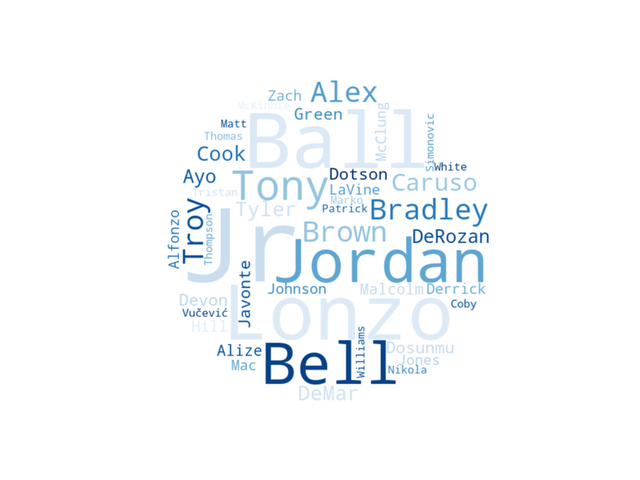 Zach Alex
McKinnie
Green
Matt
Ball
McClung
Simonovic
Thomas
Cook
White
Ayo
Tony
Dotson
LaVine
Caruso
Tristan
Marko
Tyler
Patrick
Bradley
Troy
Alfonzo
Thompson
Jr
Brown
DeRozan
Jordan
Javonte
Johnson
Malcolm
Derrick
Devon
Lonzo
Coby
Vučević
Hill
Alize
Bell
Williams
Dosunmu
Mac
Jones
Nikola
DeMar